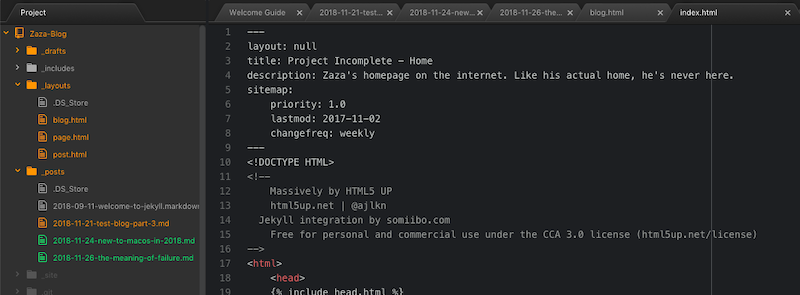 Project
Zaza-Blog
_drafts
_includes
_layouts
.DS_Store
blog.html
page.html
post.html
_posts
.DS_Store
2018-09-11-welcome-to-jekyll.markdown
2018-11-21-test-blog-part-3.md
2018-11-24-new-to-macos-in-2018.md
2018-11-26-the-meaning-of-failure.md
_site
.git
Welcome Guide 2018-11-21-test... 2018-11-24-new... 2018-11-26-the... blog.html index.html
1 ---
2 layout: null
3 title: Project Incomplete - Home
4 description: Zaza's homepage on the internet. Like his actual home, he's never here.
5 sitemap:
6 priority: 1.0
7 lastmod: 2017-11-02
8 changefreq: weekly
9 ---
10 <!DOCTYPE HTML>
11 <!--
12 Massively by HTML5 UP
13 html5up.net | @ajlkn
14 Jekyll integration by somiibo.com
15 Free for personal and commercial use under the CCA 3.0 license (html5up.net/license)
16 -->
17 <html>
18 <head>
19 {% include head.html %}